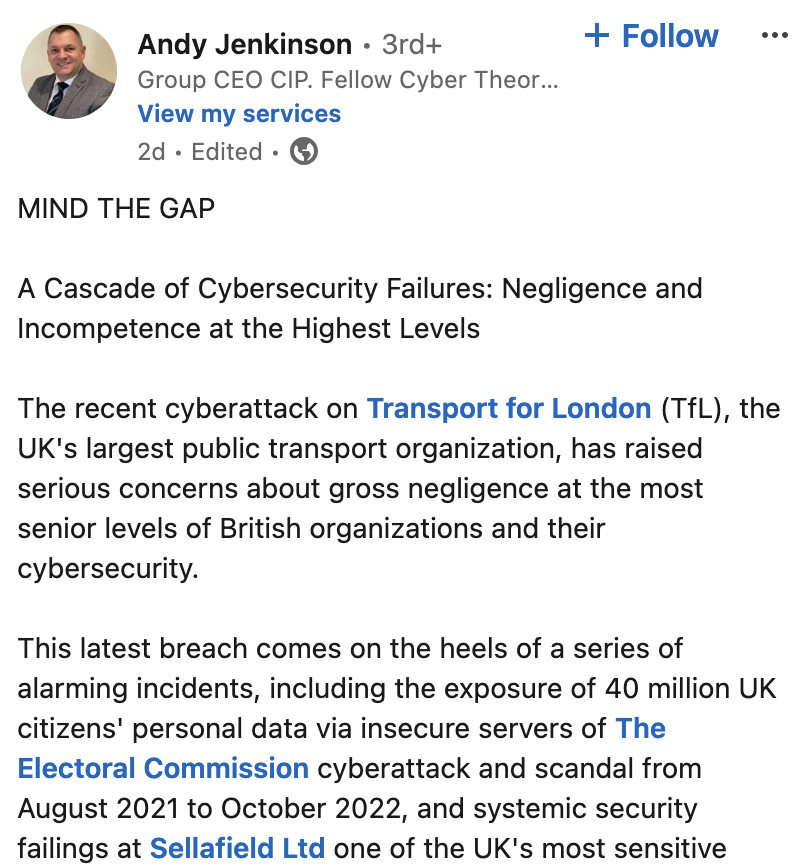 Andy Jenkinson • 3rd+
+ Follow
...
Group CEO CIP. Fellow Cyber Theor...
View my services
2d • Edited •
MIND THE GAP
A Cascade of Cybersecurity Failures: Negligence and
Incompetence at the Highest Levels
The recent cyberattack on Transport for London (TfL), the
UK's largest public transport organization, has raised
serious concerns about gross negligence at the most
senior levels of British organizations and their
cybersecurity.
This latest breach comes on the heels of a series of
alarming incidents, including the exposure of 40 million UK
citizens' personal data via insecure servers of The
Electoral Commission cyberattack and scandal from
August 2021 to October 2022, and systemic security
failings at Sellafield Ltd one of the UK's most sensitive